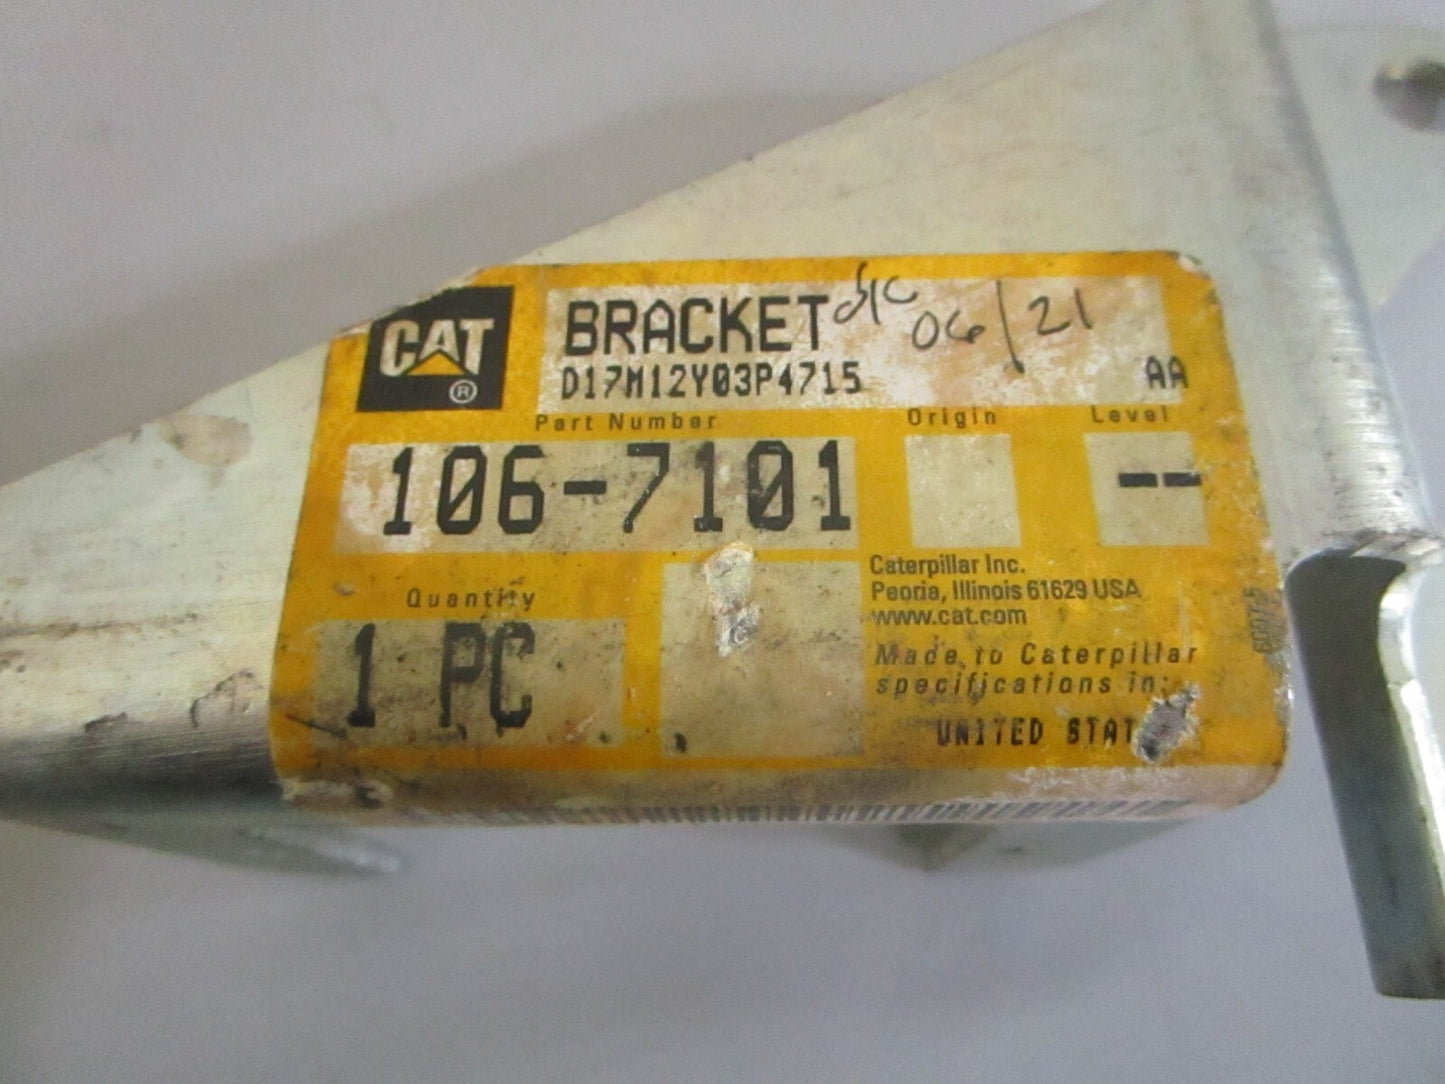 CAT
®
BRACKET
06/21
D17M12Y03P4715 AA
Part Number Origin Level
106-7101 --
Quantity
1 PC
Caterpillar Inc.
Peoria, Illinois 61629 USA
www.cat.com
Made to Caterpillar
specifications in:
UNITED STAT